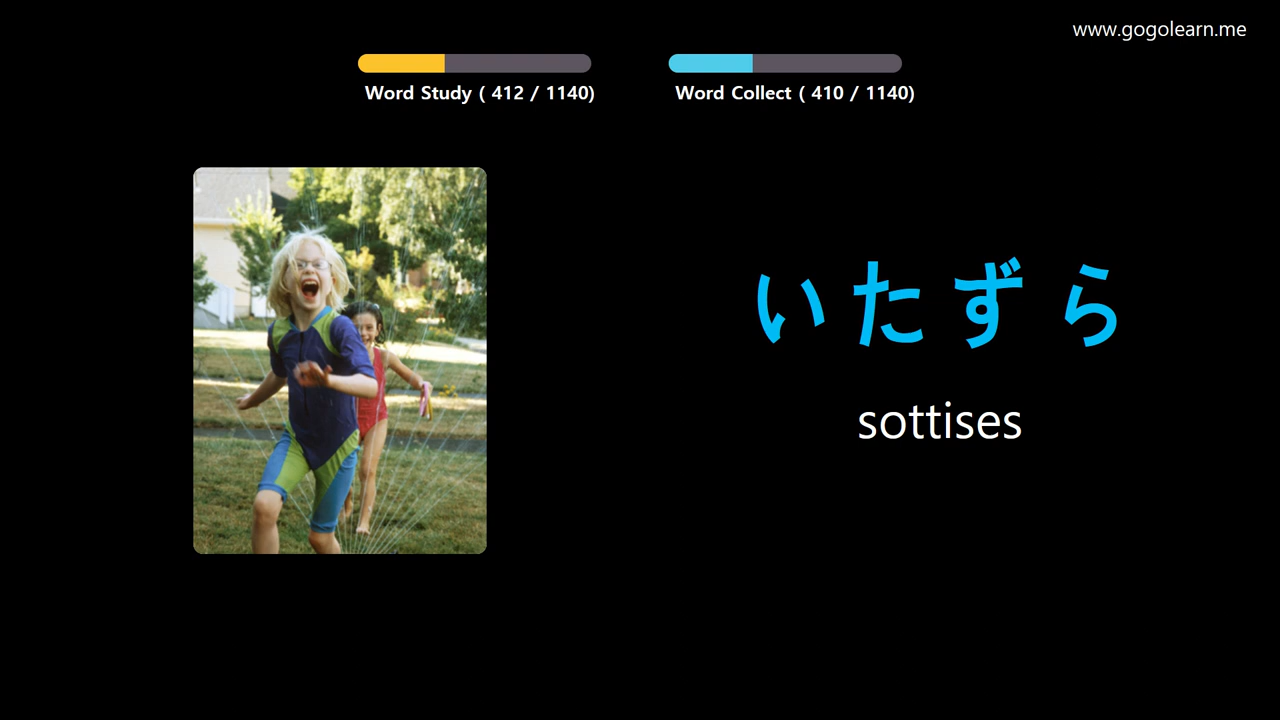 www.gogolearn.me
Word Study ( 412 / 1140)
Word Collect ( 410 / 1140)
いたずら
sottises